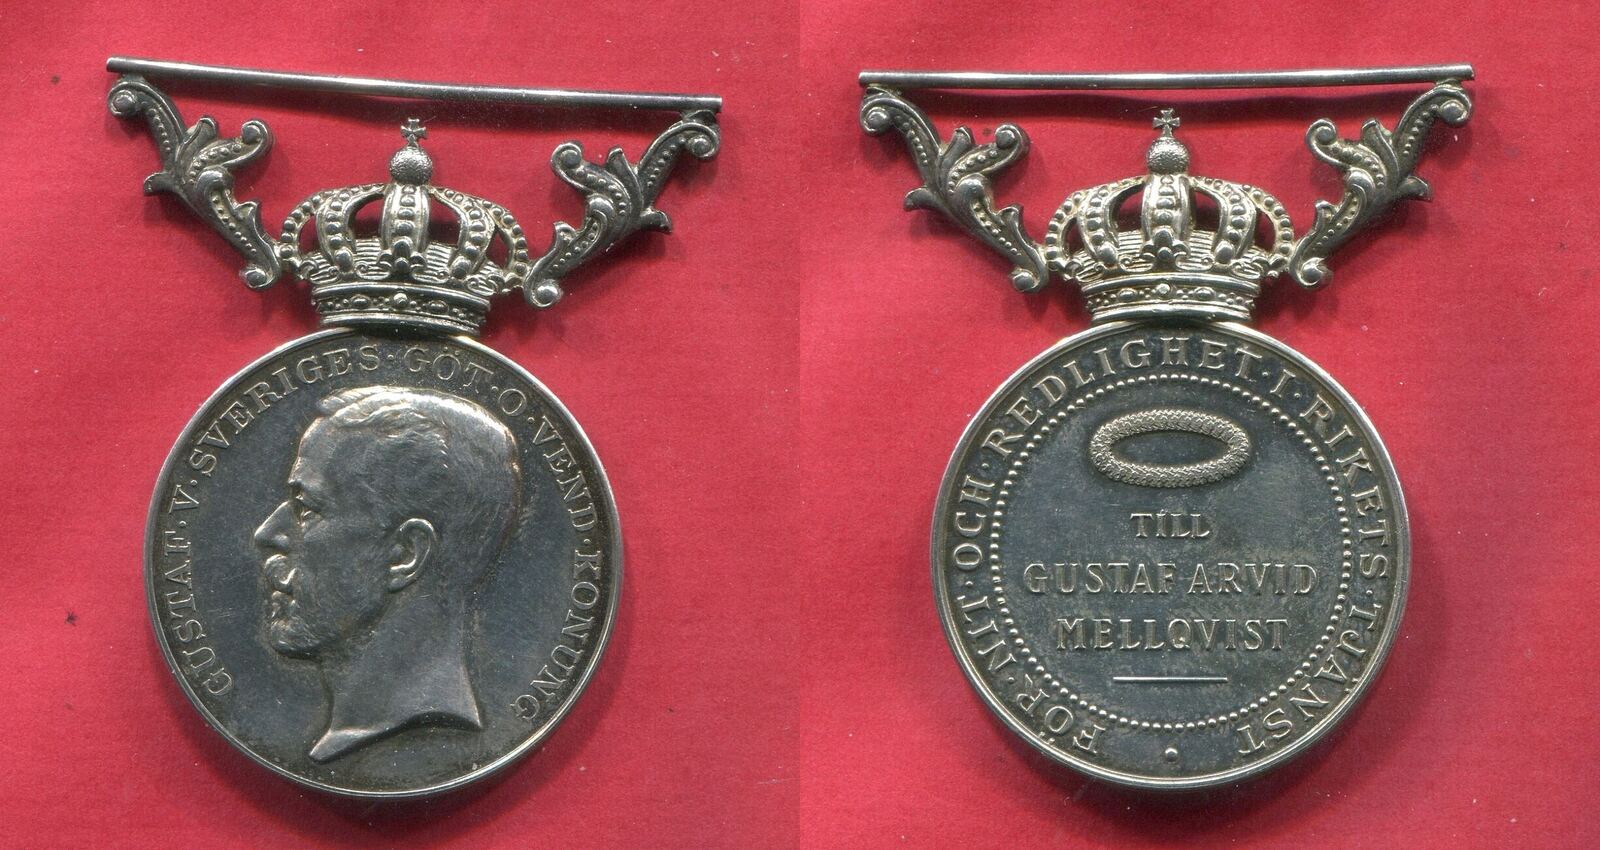 GUSTAF·V·SVERIGES·GÖT·O·VEND·KONUNG
FÖR·NIT·OCH·REDLIGHET·I·RIKETS·TJÄNST
TILL
GUSTAF ARVID
MELLQVIST